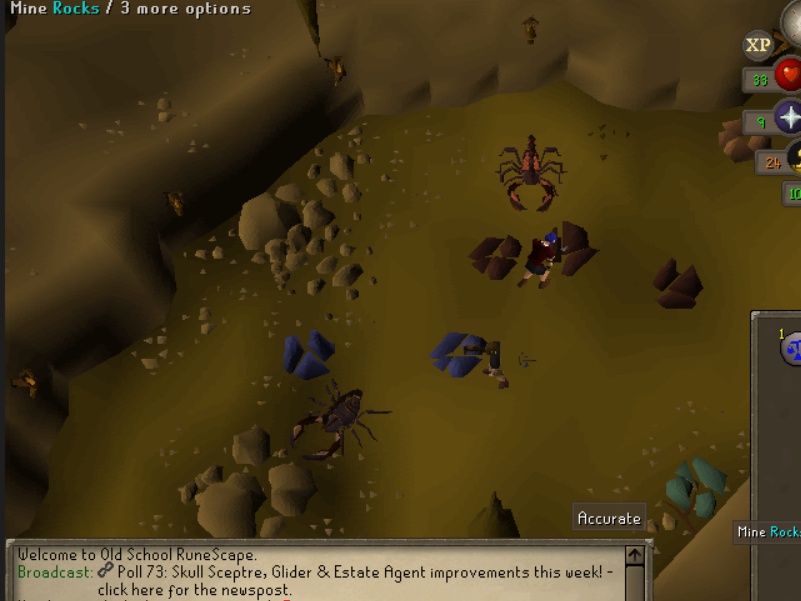 Mine Rocks / 3 more options
XP
33
9
24
10
1
Accurate
Mine Rocks
Welcome to Old School RuneScape.
Broadcast: Poll 73: Skull Sceptre, Glider & Estate Agent improvements this week! -
click here for the newspost.